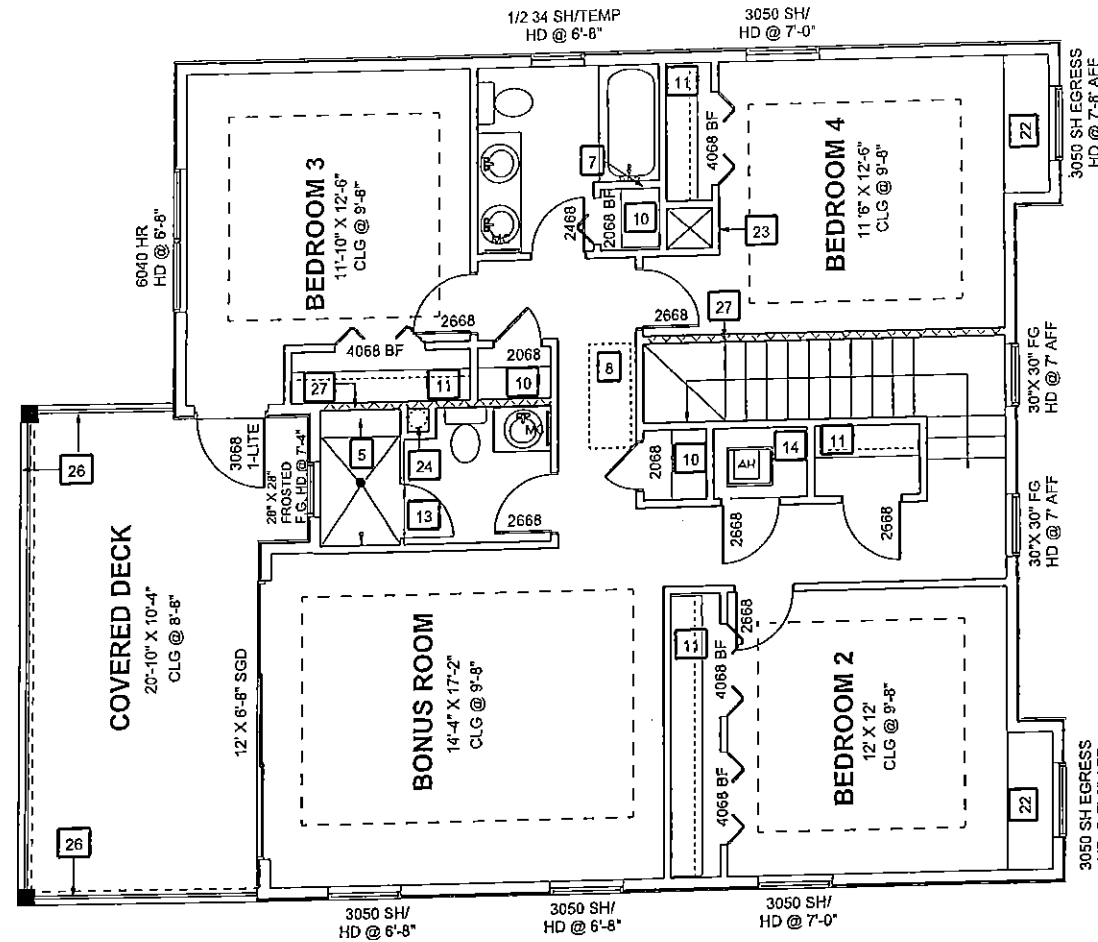 1/2 34 SH/TEMP
HD @ 6'-8"
3050 SH/
HD @ 7'-0"
3050 SH EGRESS
HD @ 7'-8" AFF
6040 HR
HD @ 6'-8"
BEDROOM 3
11'-10" X 12'-6"
CLG @ 9'-8"
7
11
4068 BF
BEDROOM 4
11'6" X 12'-6"
CLG @ 9'-8"
22
2468
2068 BF
10
23
MC
2668
2668
27
4068 BF
2068
27
11
10
8
30"X 30" FG
HD @ 7' AFF
26
3068
1-LITE
28" X 28"
FROSTED
F.G. HD @ 7'-4"
5
24
MC
13
2668
2068
10
AH
14
11
2668
2668
30"X 30" FG
HD @ 7' AFF
COVERED DECK
20'-10" X 10'-4"
CLG @ 8'-8"
12' X 6'-8" SGD
BONUS ROOM
14'-4" X 17'-2"
CLG @ 9'-8"
11
2668
4068 BF
4068 BF
BEDROOM 2
12' X 12'
CLG @ 9'-8"
22
26
3050 SH EGRESS
3050 SH/
HD @ 6'-8"
3050 SH/
HD @ 6'-8"
3050 SH/
HD @ 7'-0"